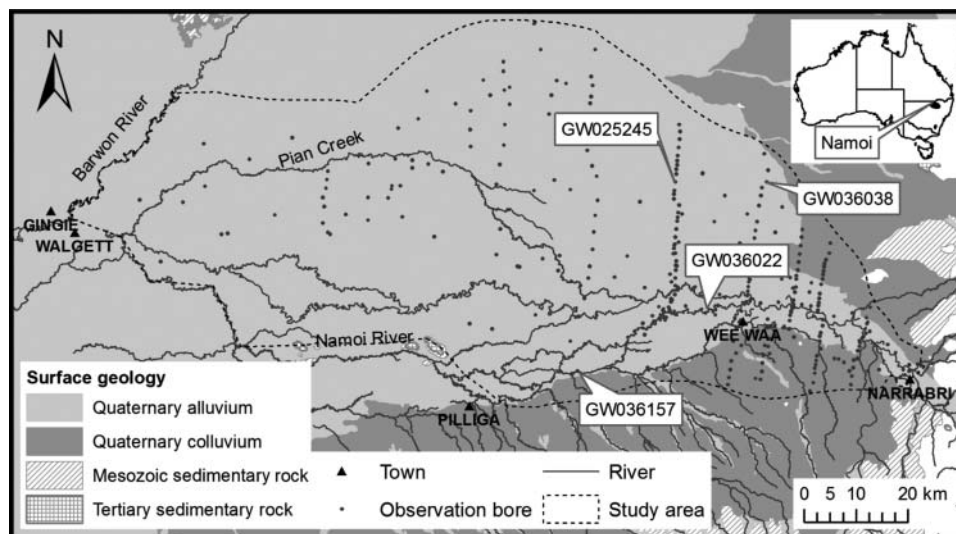 N
Barwon River
Pian Creek
GW025245
Namoi
GW036038
GINGIE
WALGETT
GW036022
WEE WAA
Namoi River
NARRABRI
PILLIGA
GW036157
Surface geology
Quaternary alluvium
Quaternary colluvium
Mesozoic sedimentary rock
Tertiary sedimentary rock
Town
Observation bore
River
Study area
0 5 10 20 km